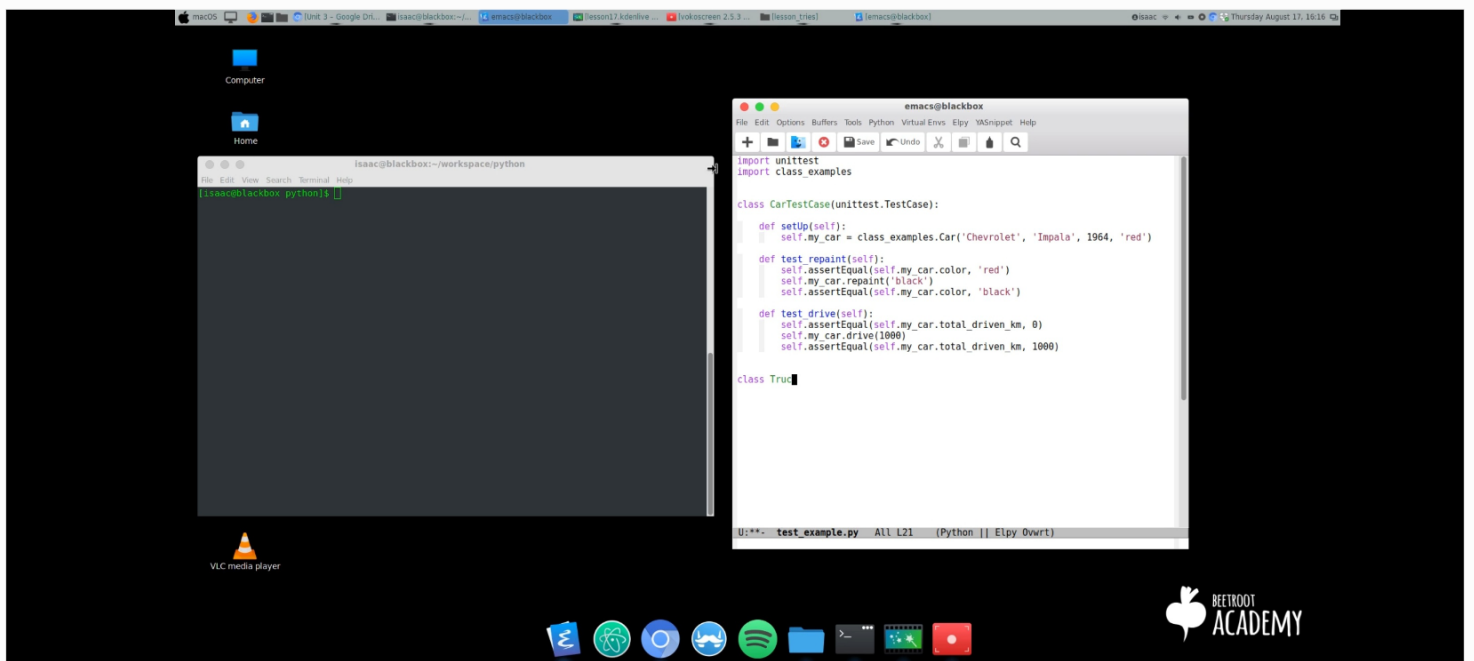 macOS [Unit 3 – Google Dri... isaac@blackbox:~/... emacs@blackbox [lesson17.kdenlive ... [vokoscreen 2.5.3 ... [lesson_tries] [emacs@blackbox] isaac Thursday August 17, 16:16
Computer
Home
isaac@blackbox:~/workspace/python
File Edit View Search Terminal Help
[isaac@blackbox python]$
emacs@blackbox
File Edit Options Buffers Tools Python Virtual Envs Elpy YASnippet Help
Save Undo
import unittest
import class_examples
class CarTestCase(unittest.TestCase):
def setUp(self):
self.my_car = class_examples.Car('Chevrolet', 'Impala', 1964, 'red')
def test_repaint(self):
self.assertEqual(self.my_car.color, 'red')
self.my_car.repaint('black')
self.assertEqual(self.my_car.color, 'black')
def test_drive(self):
self.assertEqual(self.my_car.total_driven_km, 0)
self.my_car.drive(1000)
self.assertEqual(self.my_car.total_driven_km, 1000)
class Truc
U:**- test_example.py All L21 (Python || Elpy Ovwrt)
VLC media player
BEETROOT
ACADEMY